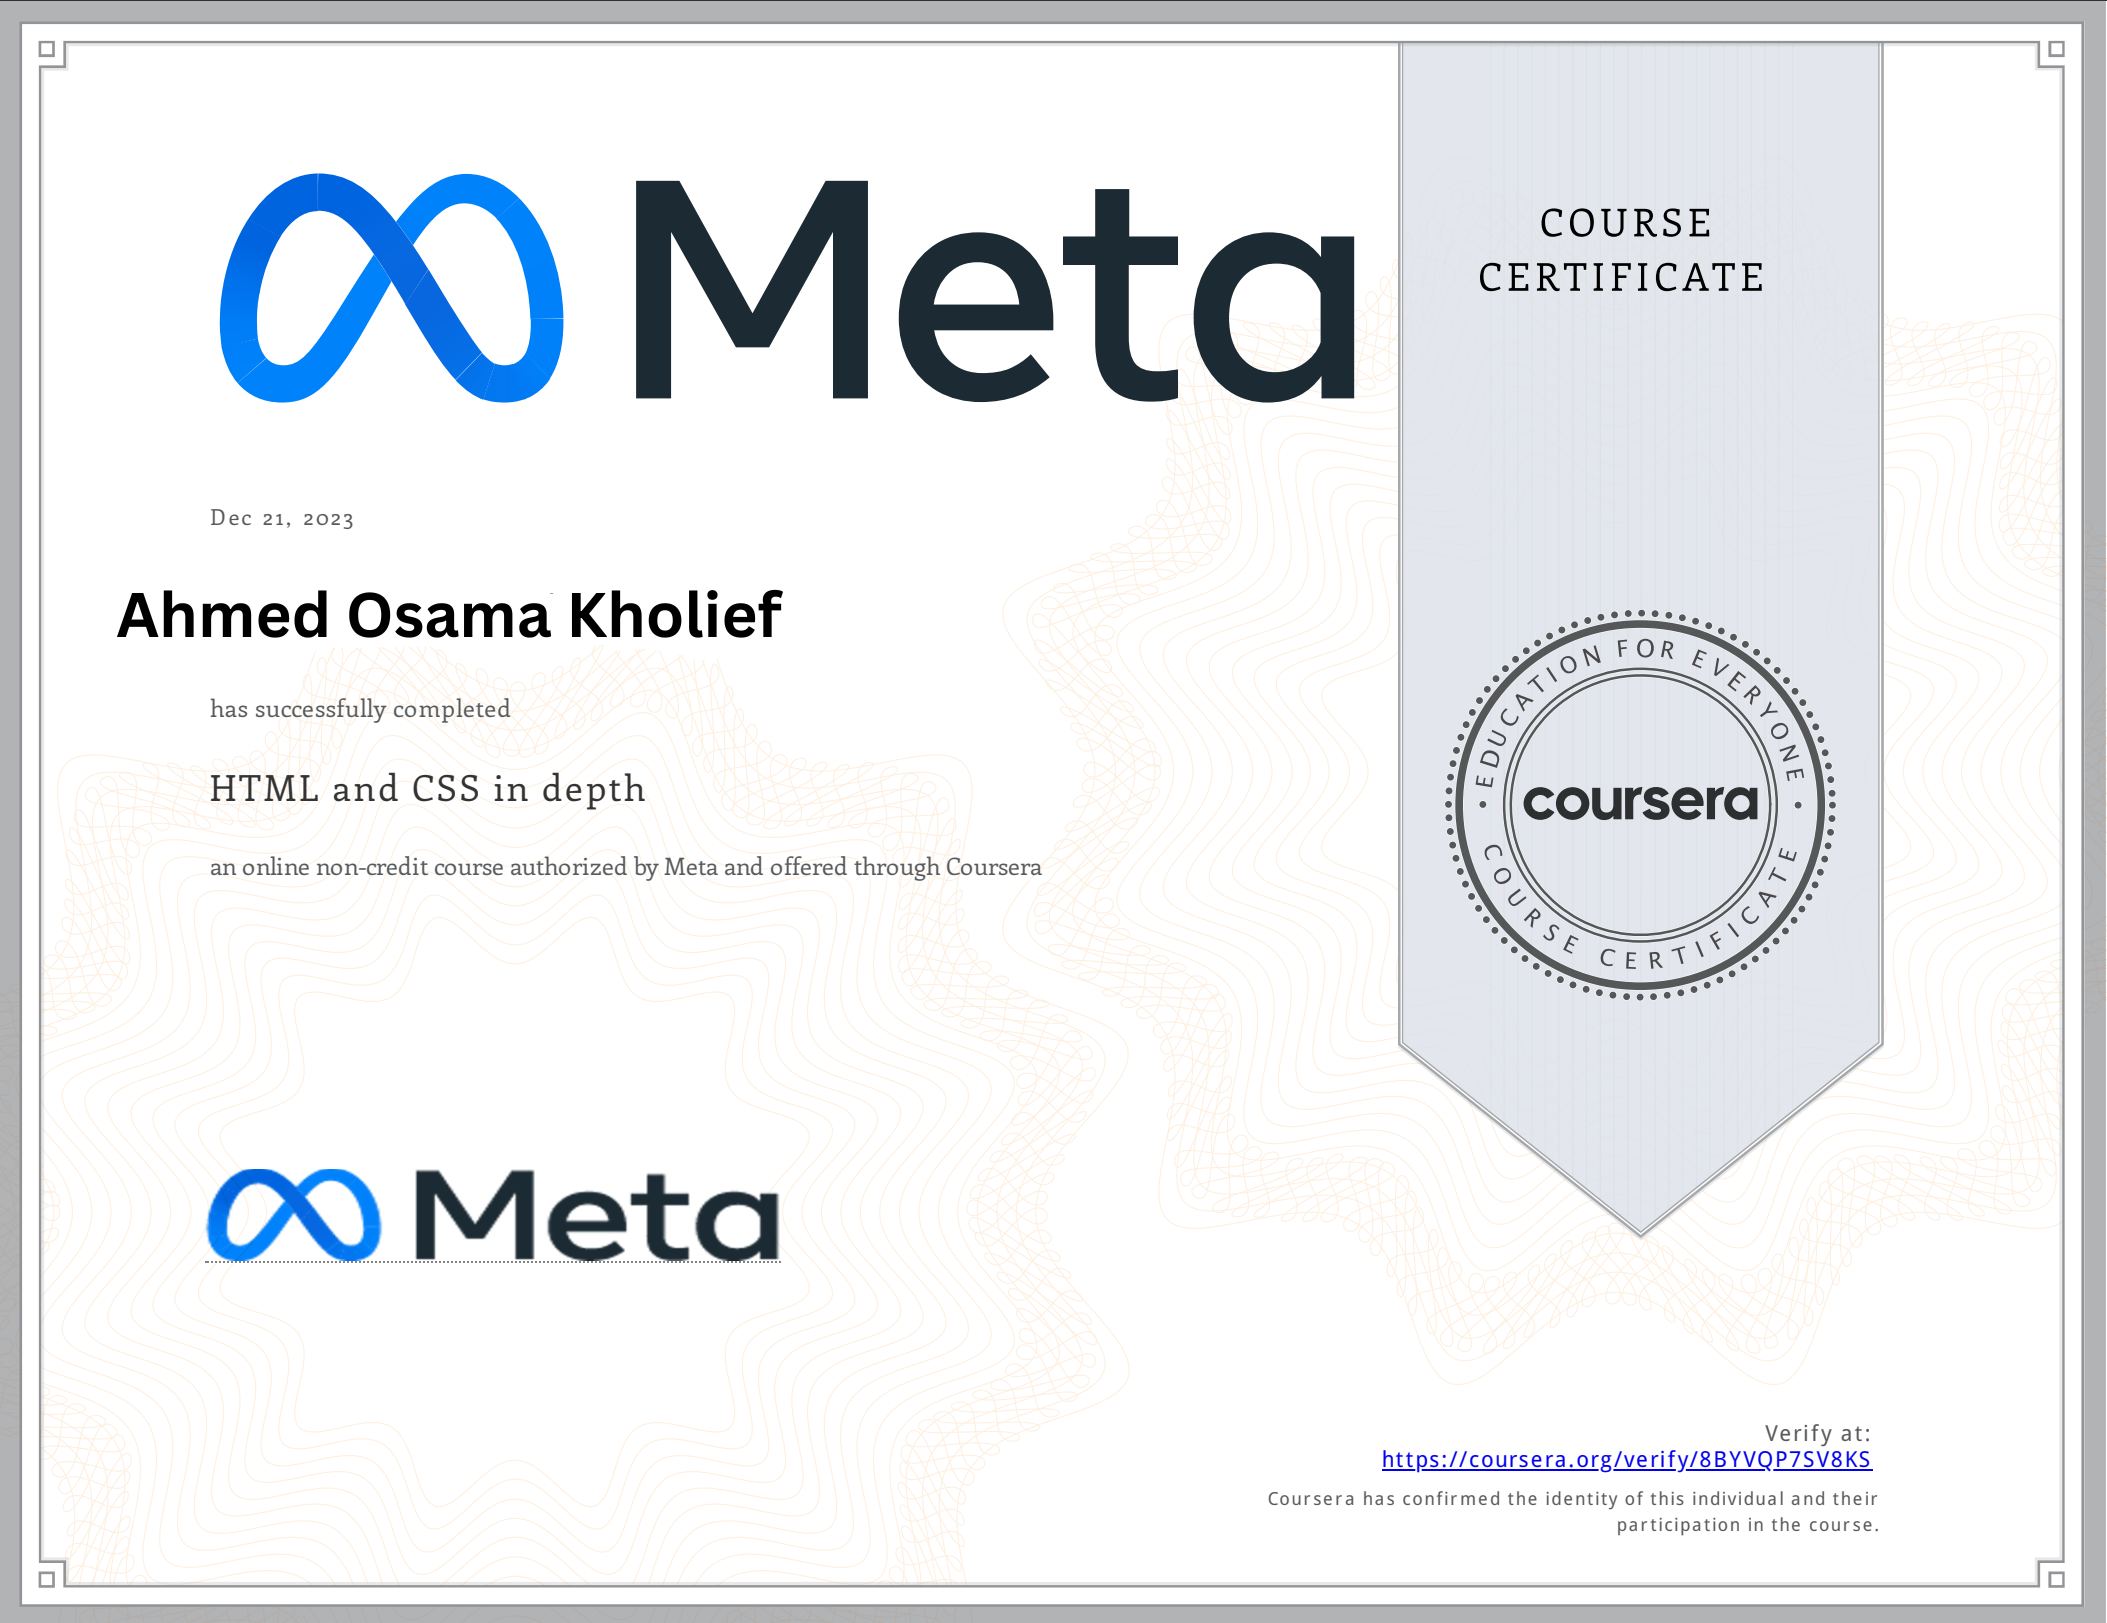 Meta
COURSE
CERTIFICATE
Dec 21, 2023
Ahmed Osama Kholief
has successfully completed
HTML and CSS in depth
an online non-credit course authorized by Meta and offered through Coursera
EDUCATION FOR EVERYONE
coursera
COURSE CERTIFICATE
Meta
Verify at:
https://coursera.org/verify/8BYVQP7SV8KS
Coursera has confirmed the identity of this individual and their
participation in the course.